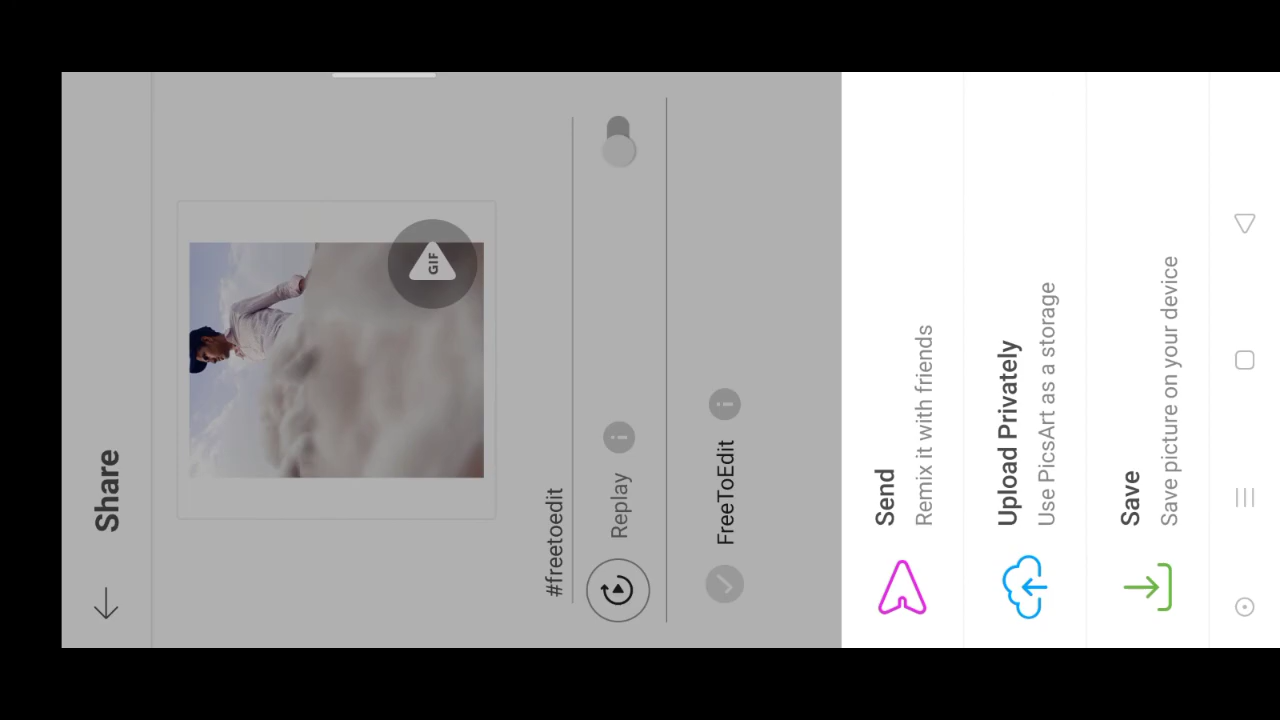 Share
GIF
#freetoedit
Replay
FreeToEdit
Send
Remix it with friends
Upload Privately
Use PicsArt as a storage
Save
Save picture on your device